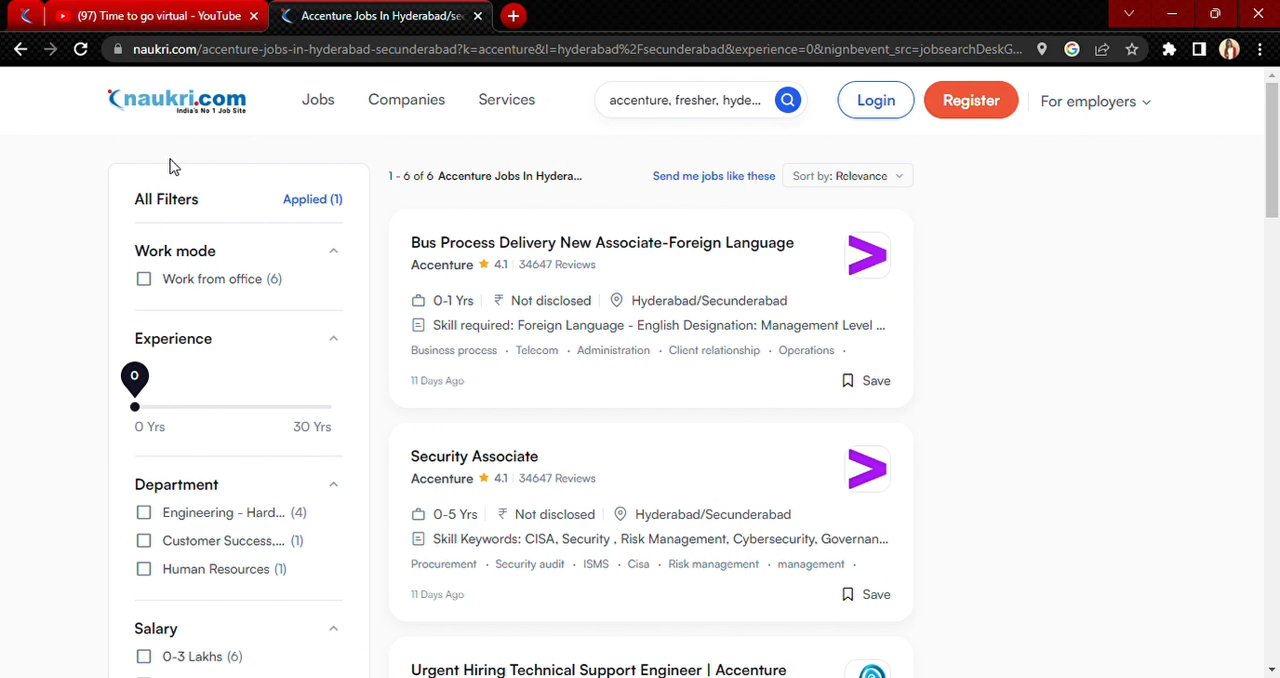 (97) Time to go virtual - YouTube
Accenture Jobs In Hyderabad/se
naukri.com/accenture-jobs-in-hyderabad-secunderabad?k=accenture&l=hyderabad%2Fsecunderabad&experience=0&nignbevent_src=jobsearchDeskG...
naukri.com
India's No 1 Job Site
Jobs
Companies
Services
accenture, fresher, hyde...
Login
Register
For employers
All Filters
Applied (1)
Work mode
Work from office (6)
Experience
0
0 Yrs
30 Yrs
Department
Engineering - Hard... (4)
Customer Success,... (1)
Human Resources (1)
Salary
0-3 Lakhs (6)
1 - 6 of 6 Accenture Jobs In Hydera...
Send me jobs like these
Sort by: Relevance
Bus Process Delivery New Associate-Foreign Language
Accenture 4.1 34647 Reviews
0-1 Yrs ₹ Not disclosed Hyderabad/Secunderabad
Skill required: Foreign Language - English Designation: Management Level ...
Business process · Telecom · Administration · Client relationship · Operations ·
11 Days Ago
Save
Security Associate
Accenture 4.1 34647 Reviews
0-5 Yrs ₹ Not disclosed Hyderabad/Secunderabad
Skill Keywords: CISA, Security , Risk Management, Cybersecurity, Governan...
Procurement · Security audit · ISMS · Cisa · Risk management · management ·
11 Days Ago
Save
Urgent Hiring Technical Support Engineer | Accenture